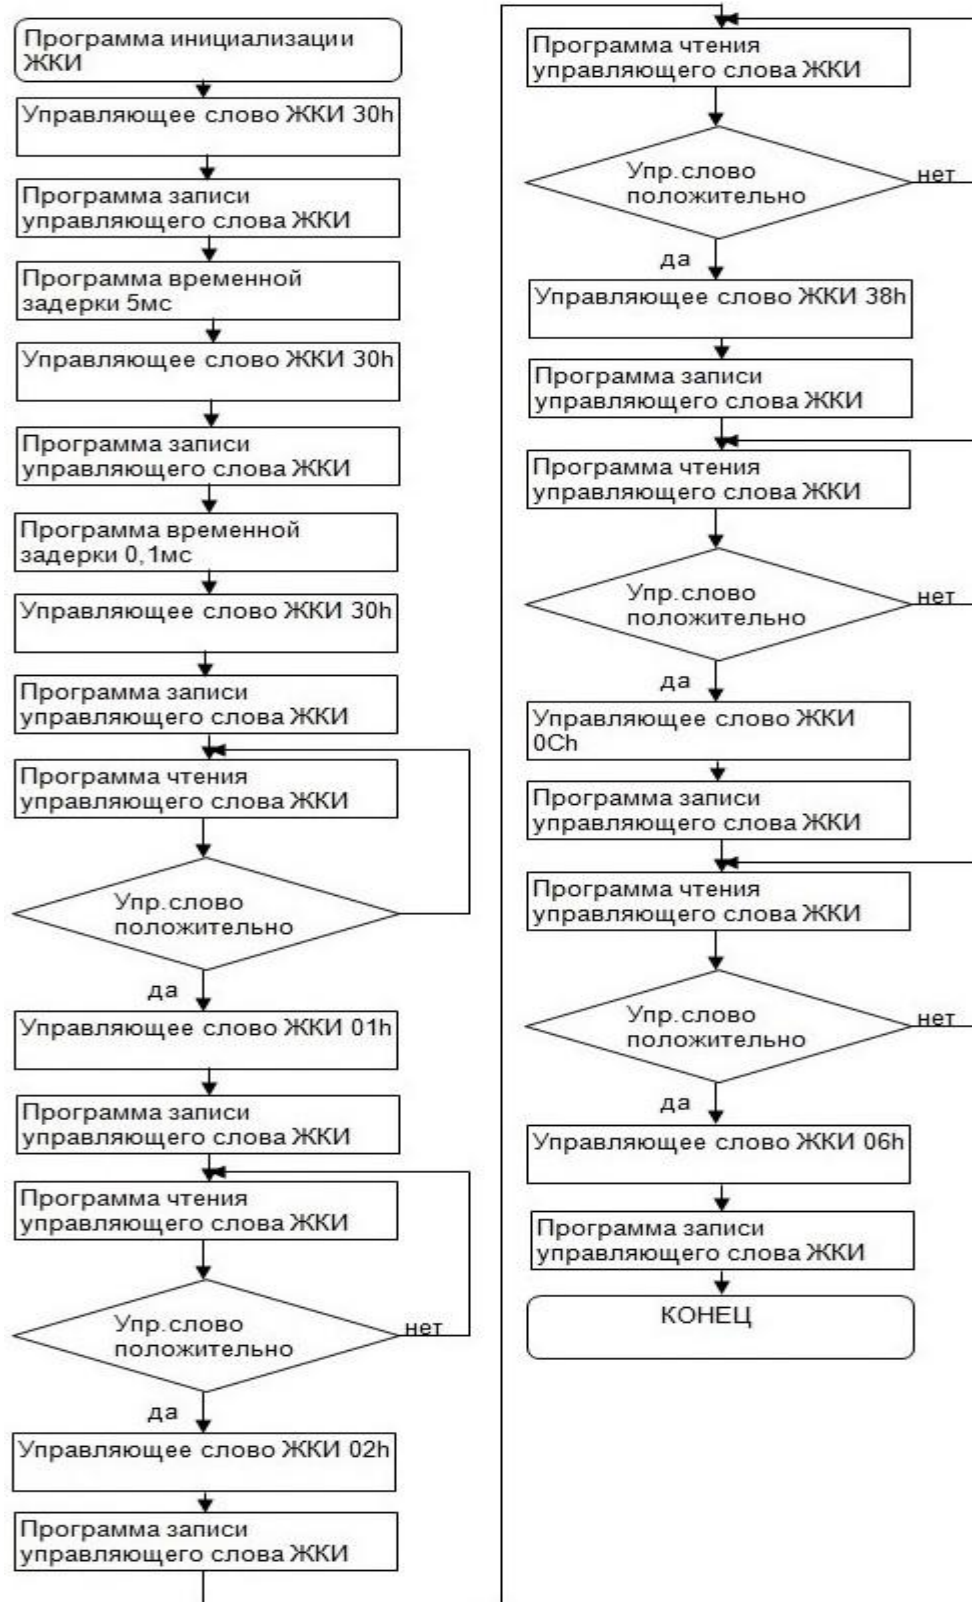 Программа инициализации
ЖКИ
Управляющее слово ЖКИ 30h
Программа записи
управляющего слова ЖКИ
Программа временной
задерки 5мс
Управляющее слово ЖКИ 30h
Программа записи
управляющего слова ЖКИ
Программа временной
задерки 0,1мс
Управляющее слово ЖКИ 30h
Программа записи
управляющего слова ЖКИ
Программа чтения
управляющего слова ЖКИ
Упр.слово
положительно
да
Управляющее слово ЖКИ 01h
Программа записи
управляющего слова ЖКИ
Программа чтения
управляющего слова ЖКИ
Упр.слово
положительно
нет
да
Управляющее слово ЖКИ 02h
Программа записи
управляющего слова ЖКИ
Программа чтения
управляющего слова ЖКИ
Упр.слово
положительно
нет
да
Управляющее слово ЖКИ 38h
Программа записи
управляющего слова ЖКИ
Программа чтения
управляющего слова ЖКИ
Упр.слово
положительно
нет
да
Управляющее слово ЖКИ
0Ch
Программа записи
управляющего слова ЖКИ
Программа чтения
управляющего слова ЖКИ
Упр.слово
положительно
нет
да
Управляющее слово ЖКИ 06h
Программа записи
управляющего слова ЖКИ
КОНЕЦ